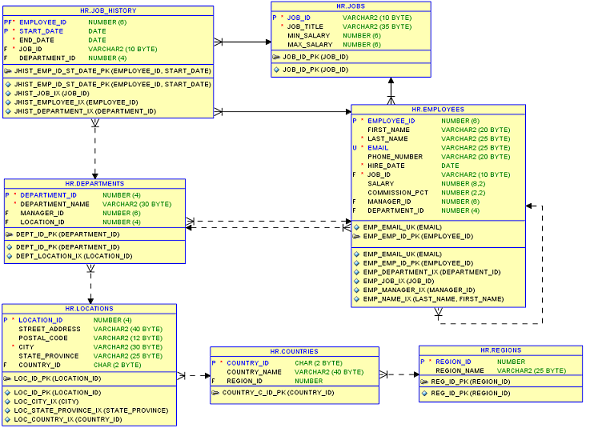 HR.JOB_HISTORY
PF* EMPLOYEE_ID NUMBER (6)
P * START_DATE DATE
* END_DATE DATE
F * JOB_ID VARCHAR2 (10 BYTE)
F DEPARTMENT_ID NUMBER (4)
JHIST_EMP_ID_ST_DATE_PK (EMPLOYEE_ID, START_DATE)
JHIST_EMP_ID_ST_DATE_PK (EMPLOYEE_ID, START_DATE)
JHIST_JOB_IX (JOB_ID)
JHIST_EMPLOYEE_IX (EMPLOYEE_ID)
JHIST_DEPARTMENT_IX (DEPARTMENT_ID)
HR.JOBS
P * JOB_ID VARCHAR2 (10 BYTE)
* JOB_TITLE VARCHAR2 (35 BYTE)
MIN_SALARY NUMBER (6)
MAX_SALARY NUMBER (6)
JOB_ID_PK (JOB_ID)
JOB_ID_PK (JOB_ID)
HR.EMPLOYEES
P * EMPLOYEE_ID NUMBER (6)
FIRST_NAME VARCHAR2 (20 BYTE)
* LAST_NAME VARCHAR2 (25 BYTE)
U * EMAIL VARCHAR2 (25 BYTE)
PHONE_NUMBER VARCHAR2 (20 BYTE)
* HIRE_DATE DATE
F * JOB_ID VARCHAR2 (10 BYTE)
SALARY NUMBER (8,2)
COMMISSION_PCT NUMBER (2,2)
F MANAGER_ID NUMBER (6)
F DEPARTMENT_ID NUMBER (4)
EMP_EMAIL_UK (EMAIL)
EMP_EMP_ID_PK (EMPLOYEE_ID)
EMP_EMAIL_UK (EMAIL)
EMP_EMP_ID_PK (EMPLOYEE_ID)
EMP_DEPARTMENT_IX (DEPARTMENT_ID)
EMP_JOB_IX (JOB_ID)
EMP_MANAGER_IX (MANAGER_ID)
EMP_NAME_IX (LAST_NAME, FIRST_NAME)
HR.DEPARTMENTS
P * DEPARTMENT_ID NUMBER (4)
* DEPARTMENT_NAME VARCHAR2 (30 BYTE)
F MANAGER_ID NUMBER (6)
F LOCATION_ID NUMBER (4)
DEPT_ID_PK (DEPARTMENT_ID)
DEPT_ID_PK (DEPARTMENT_ID)
DEPT_LOCATION_IX (LOCATION_ID)
HR.LOCATIONS
P * LOCATION_ID NUMBER (4)
STREET_ADDRESS VARCHAR2 (40 BYTE)
POSTAL_CODE VARCHAR2 (12 BYTE)
* CITY VARCHAR2 (30 BYTE)
STATE_PROVINCE VARCHAR2 (25 BYTE)
F COUNTRY_ID CHAR (2 BYTE)
LOC_ID_PK (LOCATION_ID)
LOC_ID_PK (LOCATION_ID)
LOC_CITY_IX (CITY)
LOC_STATE_PROVINCE_IX (STATE_PROVINCE)
LOC_COUNTRY_IX (COUNTRY_ID)
HR.COUNTRIES
P * COUNTRY_ID CHAR (2 BYTE)
COUNTRY_NAME VARCHAR2 (40 BYTE)
F REGION_ID NUMBER
COUNTRY_C_ID_PK (COUNTRY_ID)
HR.REGIONS
P * REGION_ID NUMBER
REGION_NAME VARCHAR2 (25 BYTE)
REG_ID_PK (REGION_ID)
REG_ID_PK (REGION_ID)